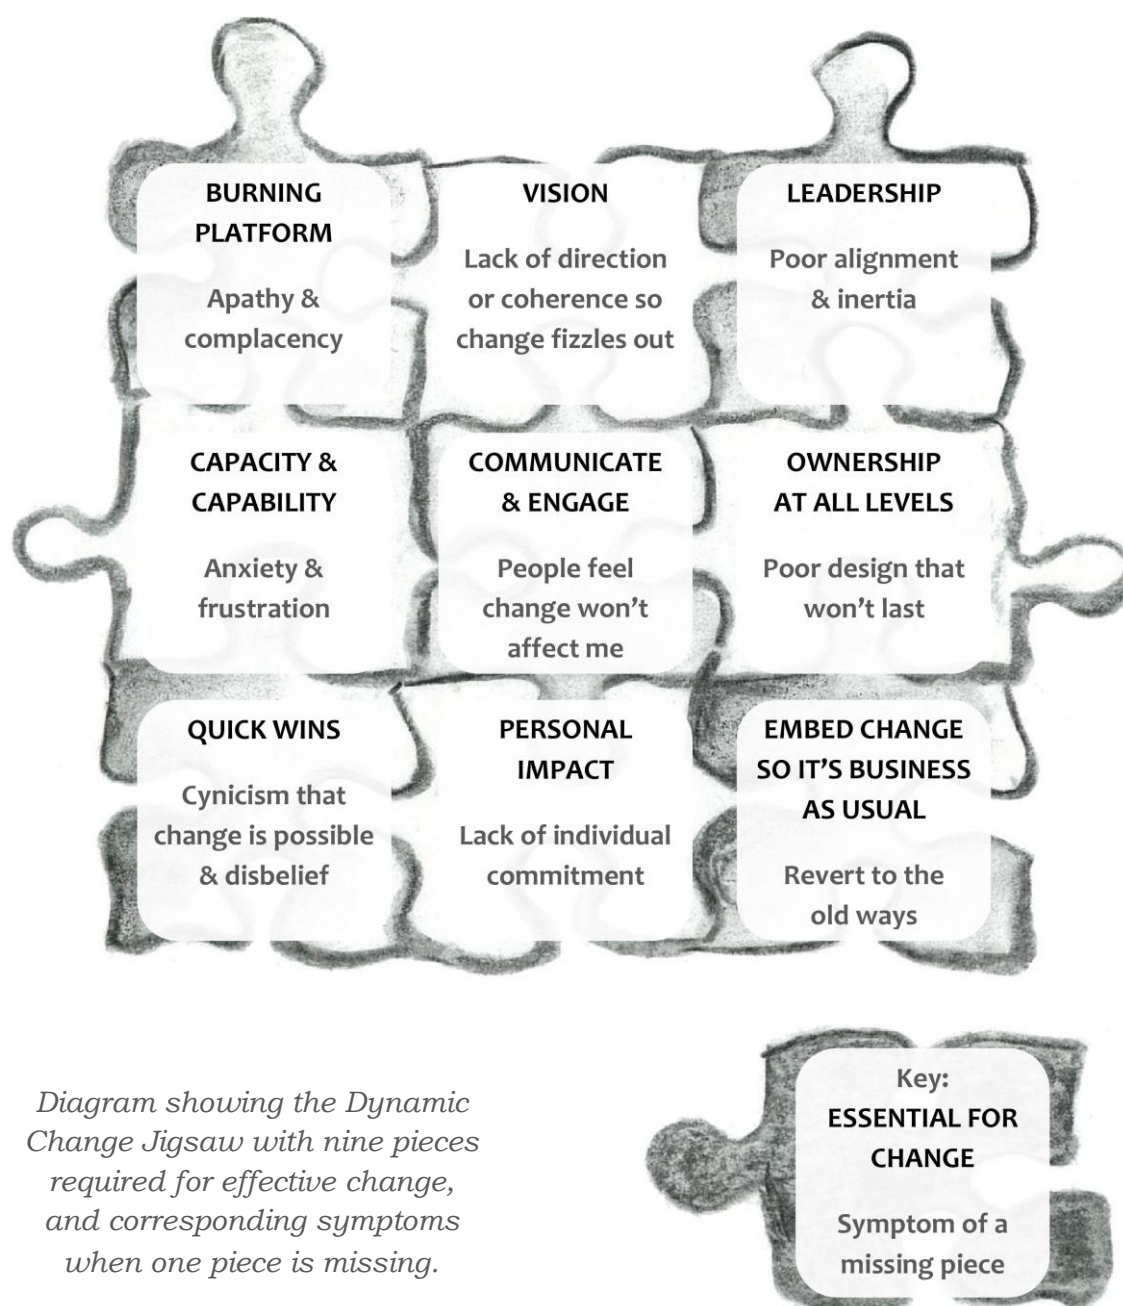 BURNING
PLATFORM
Apathy &
complacency
VISION
Lack of direction
or coherence so
change fizzles out
LEADERSHIP
Poor alignment
& inertia
CAPACITY &
CAPABILITY
Anxiety &
frustration
COMMUNICATE
& ENGAGE
People feel
change won’t
affect me
OWNERSHIP
AT ALL LEVELS
Poor design that
won’t last
QUICK WINS
Cynicism that
change is possible
& disbelief
PERSONAL
IMPACT
Lack of individual
commitment
EMBED CHANGE
SO IT’S BUSINESS
AS USUAL
Revert to the
old ways
Diagram showing the Dynamic
Change Jigsaw with nine pieces
required for effective change,
and corresponding symptoms
when one piece is missing.
Key:
ESSENTIAL FOR
CHANGE
Symptom of a
missing piece